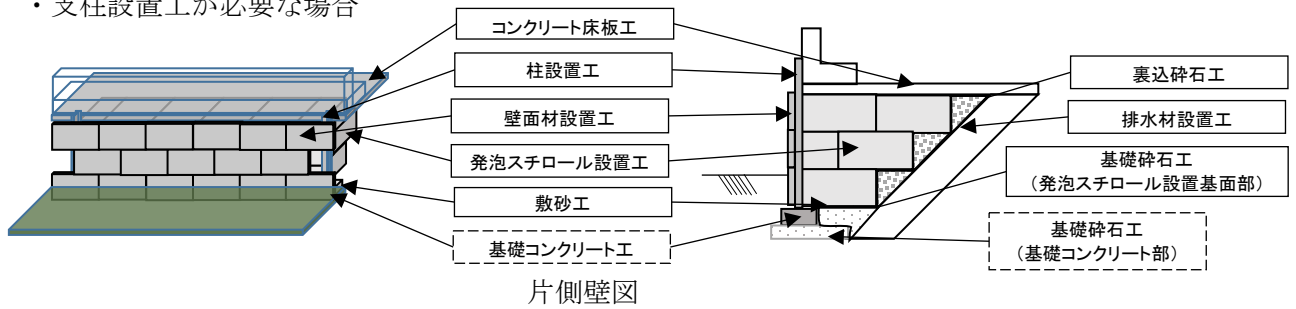 ・支柱設置工が必要な場合
コンクリート床板工
柱設置工
壁面材設置工
発泡スチロール設置工
敷砂工
基礎コンクリート工
裏込砕石工
排水材設置工
基礎砕石工
（発泡スチロール設置基面部）
基礎砕石工
（基礎コンクリート部）
片側壁図